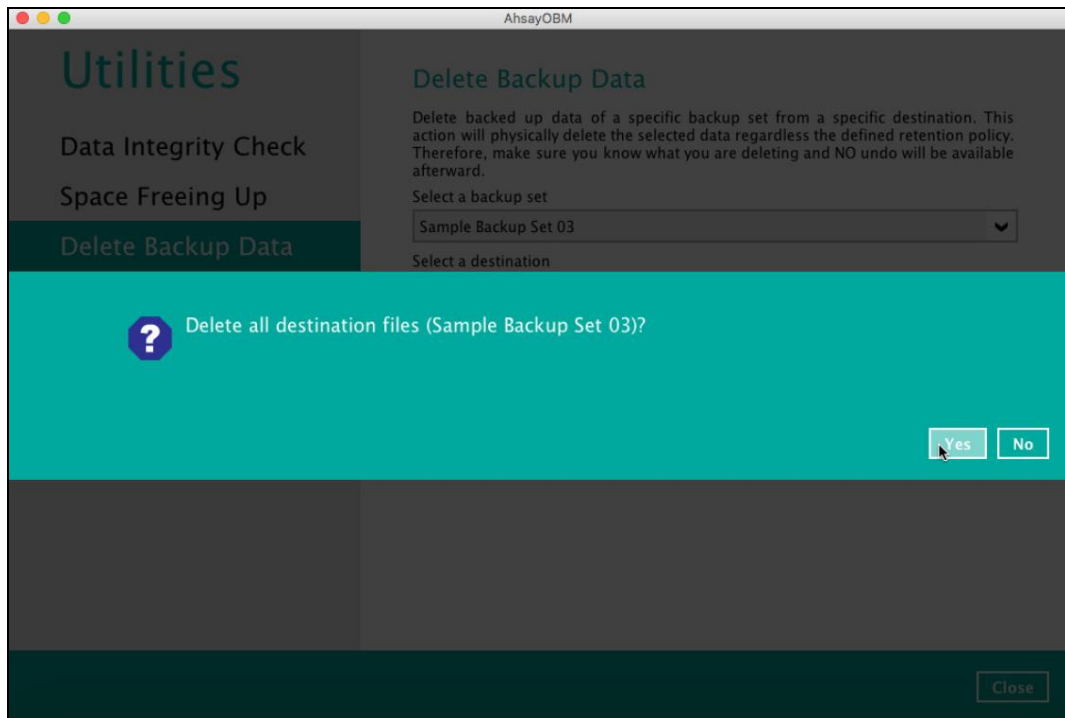 AhsayOBM
Utilities
Data Integrity Check
Space Freeing Up
Delete Backup Data
Delete Backup Data
Delete backed up data of a specific backup set from a specific destination. This
action will physically delete the selected data regardless the defined retention policy.
Therefore, make sure you know what you are deleting and NO undo will be available
afterward.
Select a backup set
Sample Backup Set 03
Select a destination
Delete all destination files (Sample Backup Set 03)?
Yes
No
Close